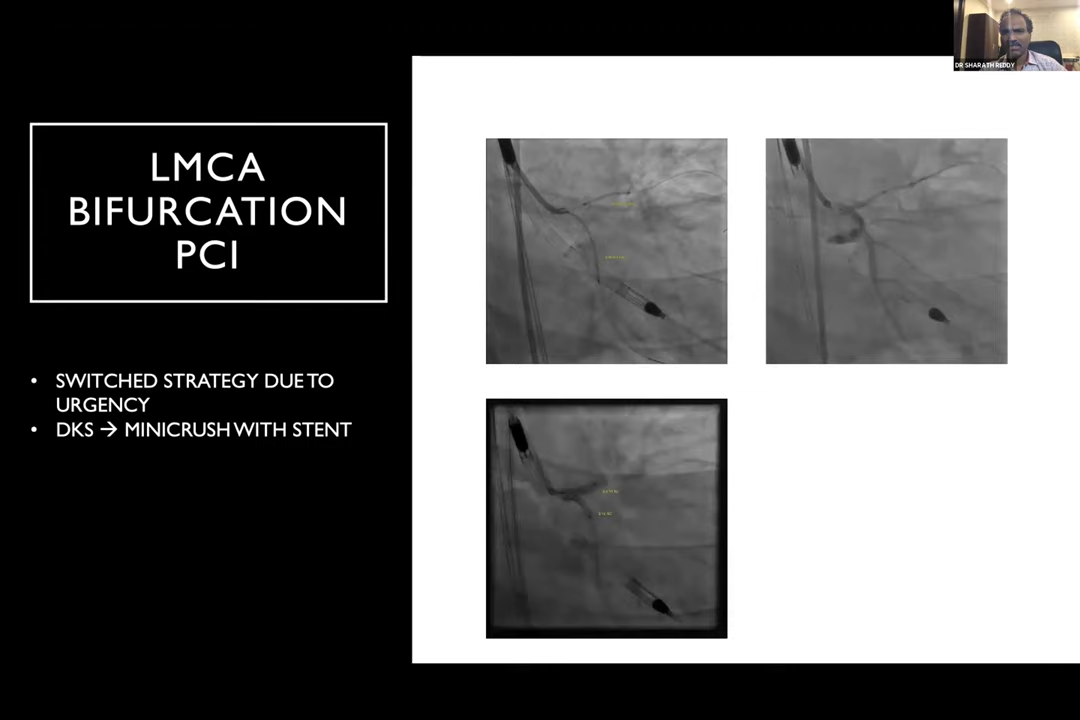 DR SHARATH REDDY
LMCA
BIFURCATION
PCI
• SWITCHED STRATEGY DUE TO
URGENCY
• DKS → MINICRUSH WITH STENT